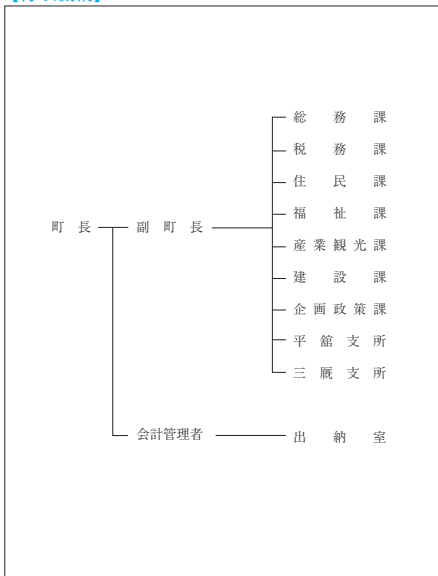 総務課
税務課
住民課
福祉課
町長 副町長
産業観光課
建設課
企画政策課
平舘支所
三厩支所
会計管理者 出納室